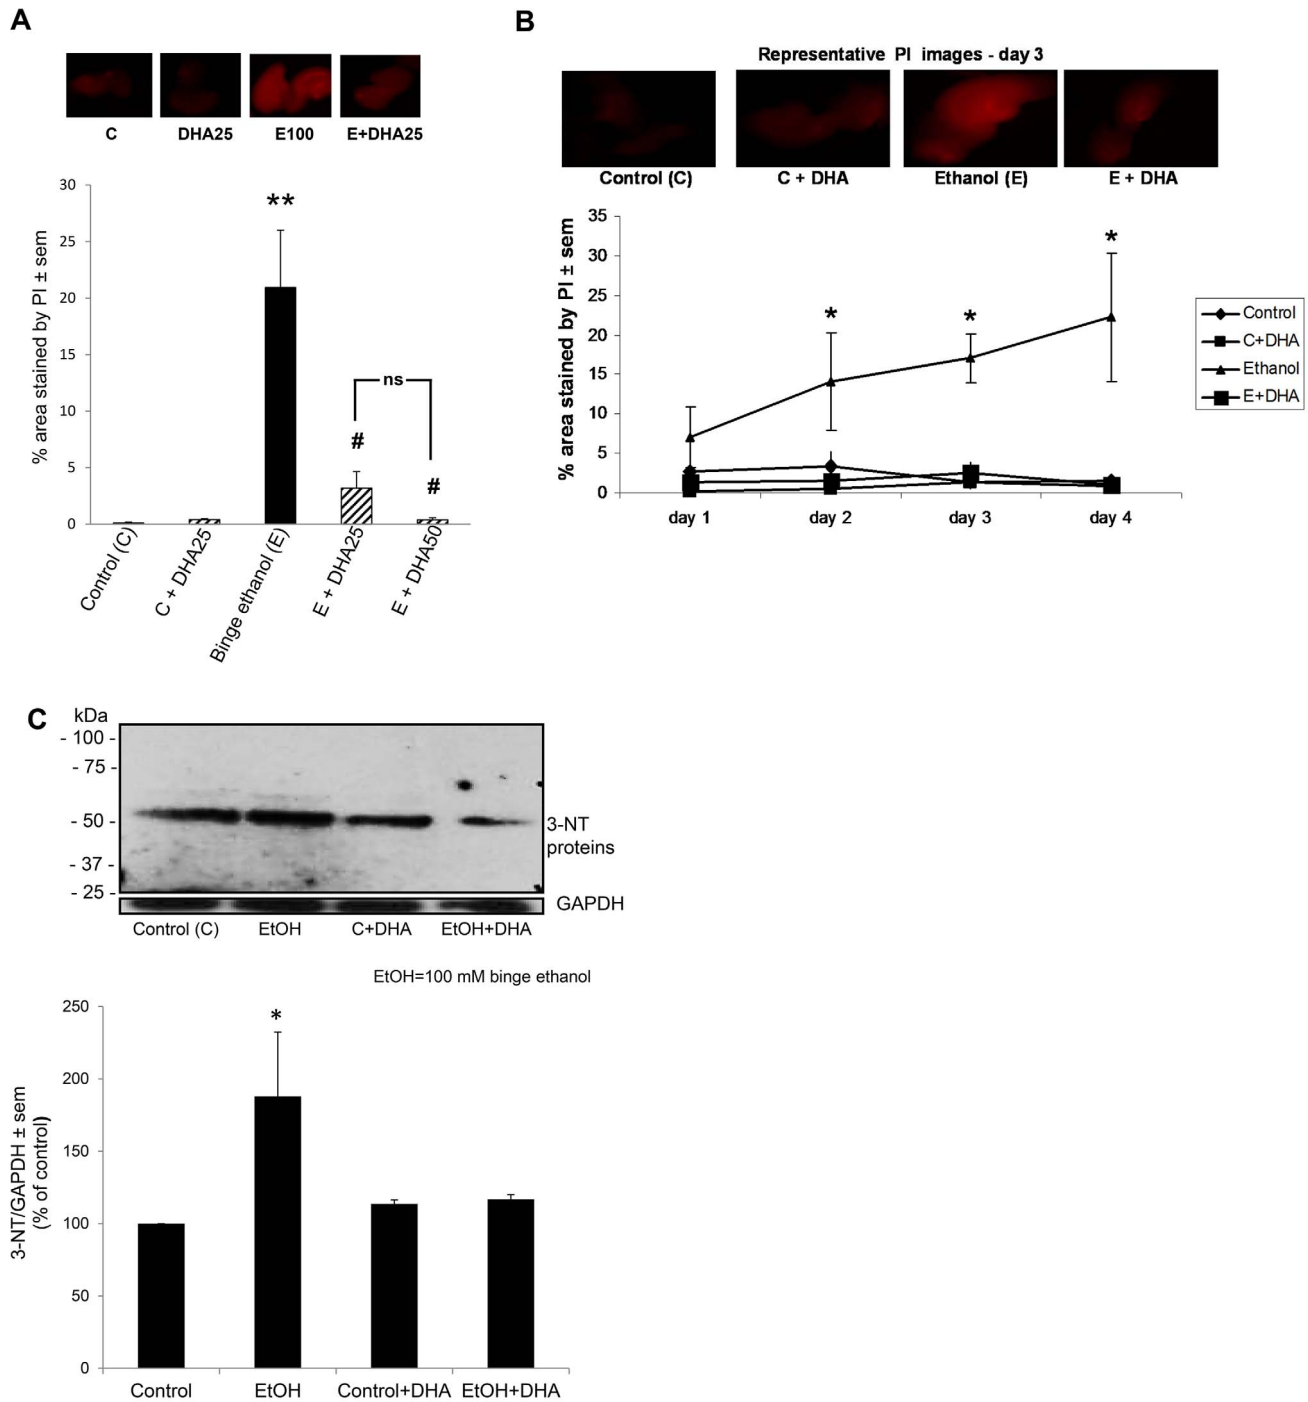 A
C
DHA25
E100
E+DHA25
% area stained by PI ± sem
30
25
20
15
10
5
0
**
ns
#
#
Control (C)
C + DHA25
Binge ethanol (E)
E + DHA25
E + DHA50
B
Representative PI images - day 3
Control (C)
C + DHA
Ethanol (E)
E + DHA
% area stained by PI ± sem
35
30
25
20
15
10
5
0
*
*
*
day 1
day 2
day 3
day 4
Control
C+DHA
Ethanol
E+DHA
C
kDa
- 100 -
- 75 -
- 50 -
- 37 -
- 25 -
3-NT
proteins
GAPDH
Control (C)
EtOH
C+DHA
EtOH+DHA
EtOH=100 mM binge ethanol
3-NT/GAPDH ± sem
(% of control)
250
200
150
100
50
0
*
Control
EtOH
Control+DHA
EtOH+DHA